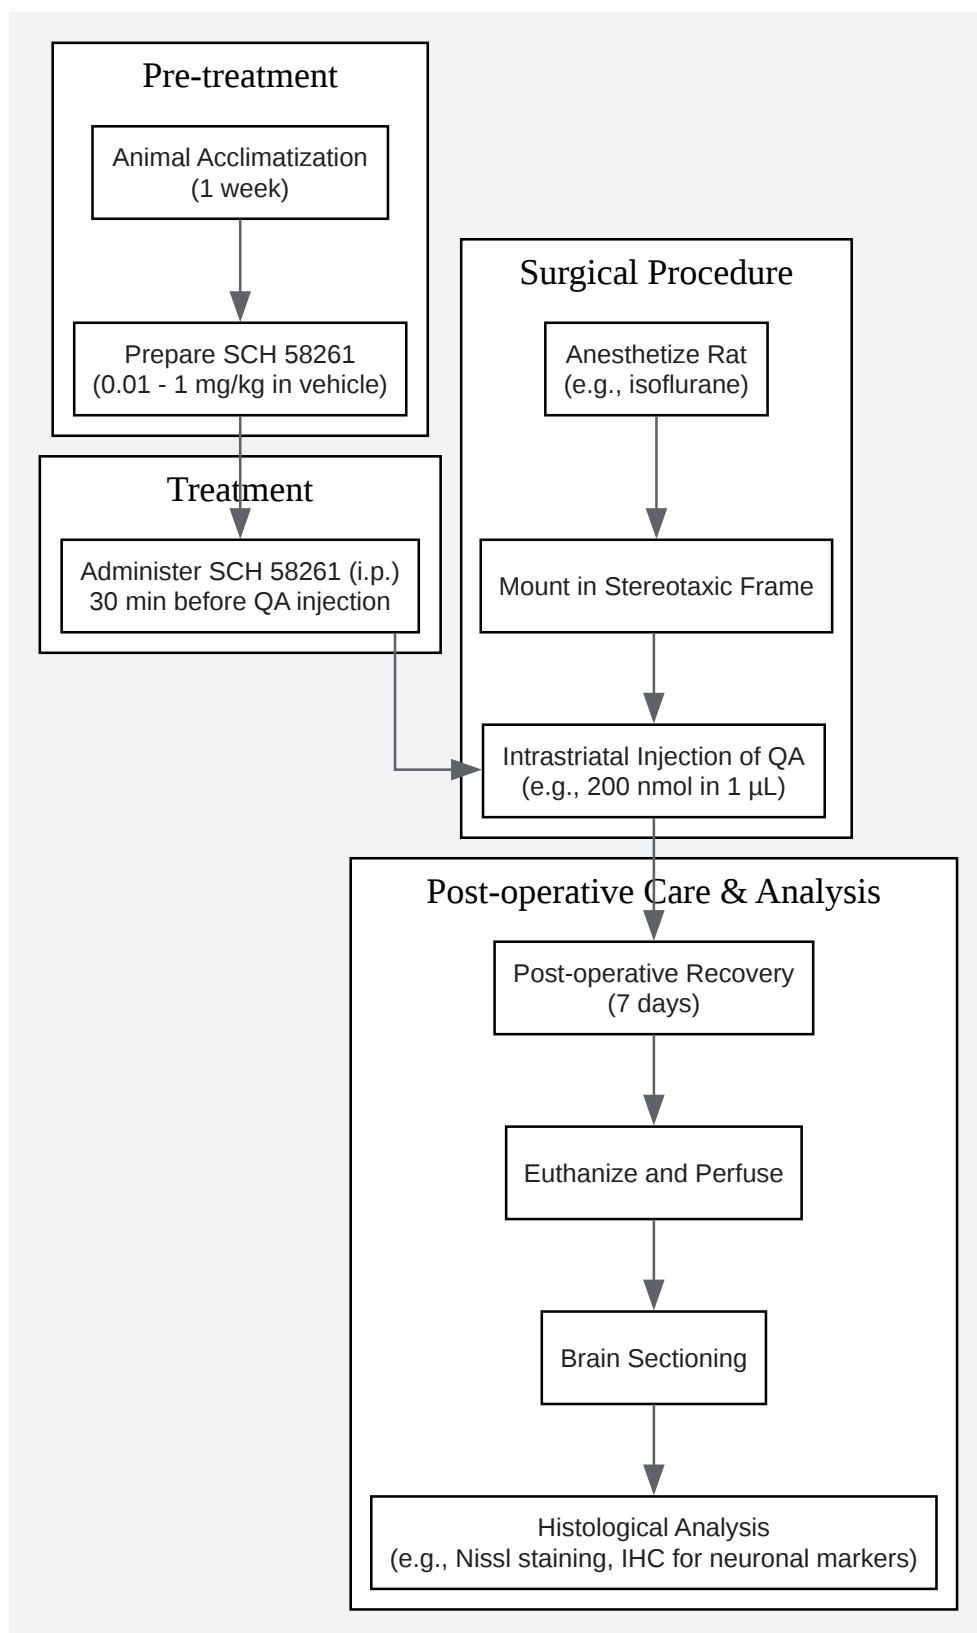 Pre-treatment
Animal Acclimatization
(1 week)
Prepare SCH 58261
(0.01 - 1 mg/kg in vehicle)
Treatment
Administer SCH 58261 (i.p.)
30 min before QA injection
Surgical Procedure
Anesthetize Rat
(e.g., isoflurane)
Mount in Stereotaxic Frame
Intrastriatal Injection of QA
(e.g., 200 nmol in 1 µL)
Post-operative Care & Analysis
Post-operative Recovery
(7 days)
Euthanize and Perfuse
Brain Sectioning
Histological Analysis
(e.g., Nissl staining, IHC for neuronal markers)